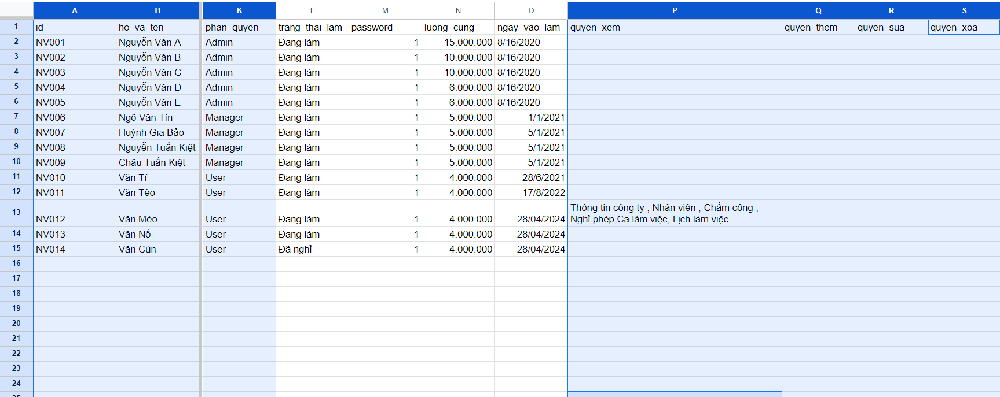 A B K L M N O P Q R S
1 id ho_va_ten phan_quyen trang_thai_lam password luong_cung ngay_vao_lam quyen_xem quyen_them quyen_sua quyen_xoa
2 NV001 Nguyễn Văn A Admin Đang làm 1 15.000.000 8/16/2020
3 NV002 Nguyễn Văn B Admin Đang làm 1 10.000.000 8/16/2020
4 NV003 Nguyễn Văn C Admin Đang làm 1 10.000.000 8/16/2020
5 NV004 Nguyễn Văn D Admin Đang làm 1 6.000.000 8/16/2020
6 NV005 Nguyễn Văn E Admin Đang làm 1 6.000.000 8/16/2020
7 NV006 Ngô Văn Tín Manager Đang làm 1 5.000.000 1/1/2021
8 NV007 Huỳnh Gia Bảo Manager Đang làm 1 5.000.000 5/1/2021
9 NV008 Nguyễn Tuấn Kiệt Manager Đang làm 1 5.000.000 5/1/2021
10 NV009 Châu Tuấn Kiệt Manager Đang làm 1 5.000.000 5/1/2021
11 NV010 Văn Tí User Đang làm 1 4.000.000 28/6/2021
12 NV011 Văn Tèo User Đang làm 1 4.000.000 17/8/2022
Thông tin công ty , Nhân viên , Chấm công ,
13 NV012 Văn Mèo User Đang làm 1 4.000.000 28/04/2024 Nghỉ phép,Ca làm việc, Lịch làm việc
14 NV013 Văn Nổ User Đang làm 1 4.000.000 28/04/2024
15 NV014 Văn Cún User Đã nghỉ 1 4.000.000 28/04/2024
16
17
18
19
20
21
22
23
24